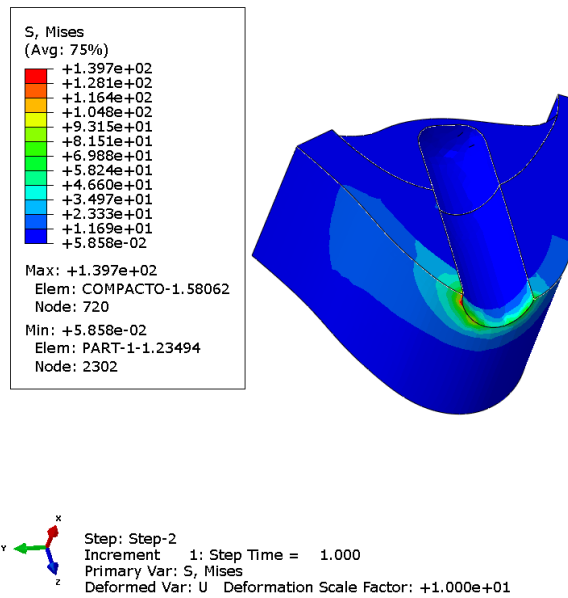 S, Mises
(Avg: 75%)
+1.397e+02
+1.281e+02
+1.164e+02
+1.048e+02
+9.315e+01
+8.151e+01
+6.988e+01
+5.824e+01
+4.660e+01
+3.497e+01
+2.333e+01
+1.169e+01
+5.858e-02
Max: +1.397e+02
Elem: COMPACTO-1.58062
Node: 720
Min: +5.858e-02
Elem: PART-1-1.23494
Node: 2302
X
Y
Z
Step: Step-2
Increment 1: Step Time = 1.000
Primary Var: S, Mises
Deformed Var: U Deformation Scale Factor: +1.000e+01